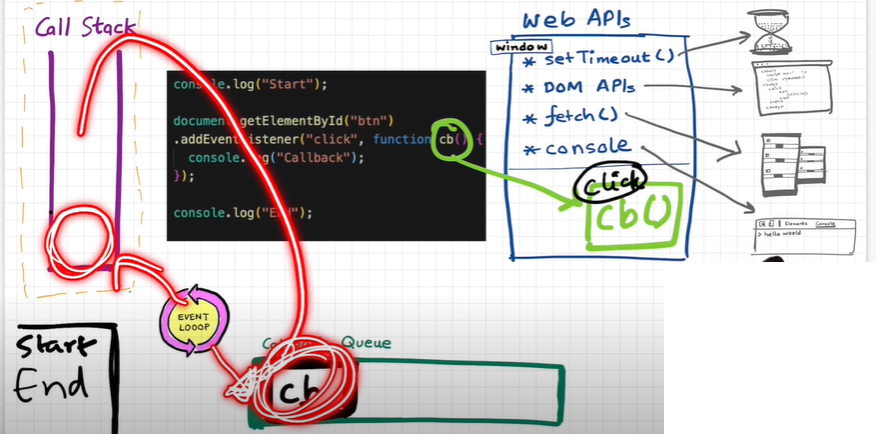 Call Stack
console.log("Start");
document.getElementById("btn")
.addEventListener("click", function cb() {
console.log("Callback");
});
console.log("End");
Web APIs
window
* setTimeout()
* DOM APIs
* fetch()
* console
click
cb()
Elements Console
> hello world
EVENT
LOOOP
Queue
cb
Start
End